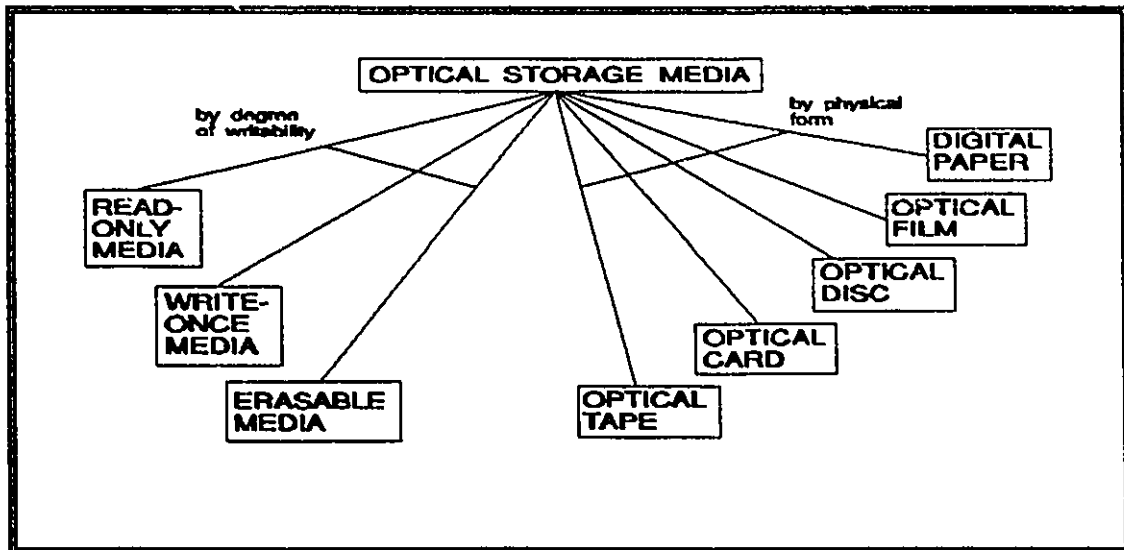 OPTICAL STORAGE MEDIA
by degree
of writability
by physical
form
READ-
ONLY
MEDIA
WRITE-
ONCE
MEDIA
ERASABLE
MEDIA
OPTICAL
TAPE
OPTICAL
CARD
OPTICAL
DISC
OPTICAL
FILM
DIGITAL
PAPER